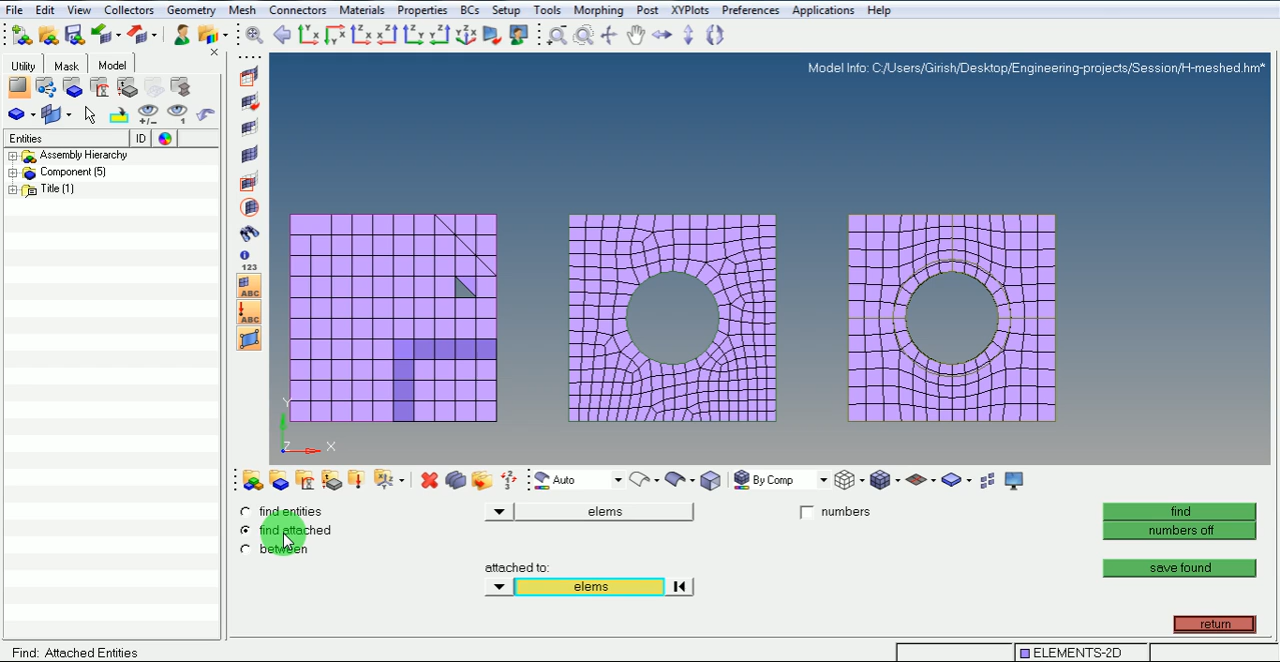 File Edit View Collectors Geometry Mesh Connectors Materials Properties BCs Setup Tools Morphing Post XYPlots Preferences Applications Help
Utility Mask Model
Model Info: C:/Users/Girish/Desktop/Engineering-projects/Session/H-meshed.hm*
Entities ID
Assembly Hierarchy
Component (5)
Title (1)
123
ABC
ABC
Y
Z X
Auto By Comp
find entities elems numbers find
find attached numbers off
between
attached to: save found
elems
return
Find: Attached Entities ELEMENTS-2D